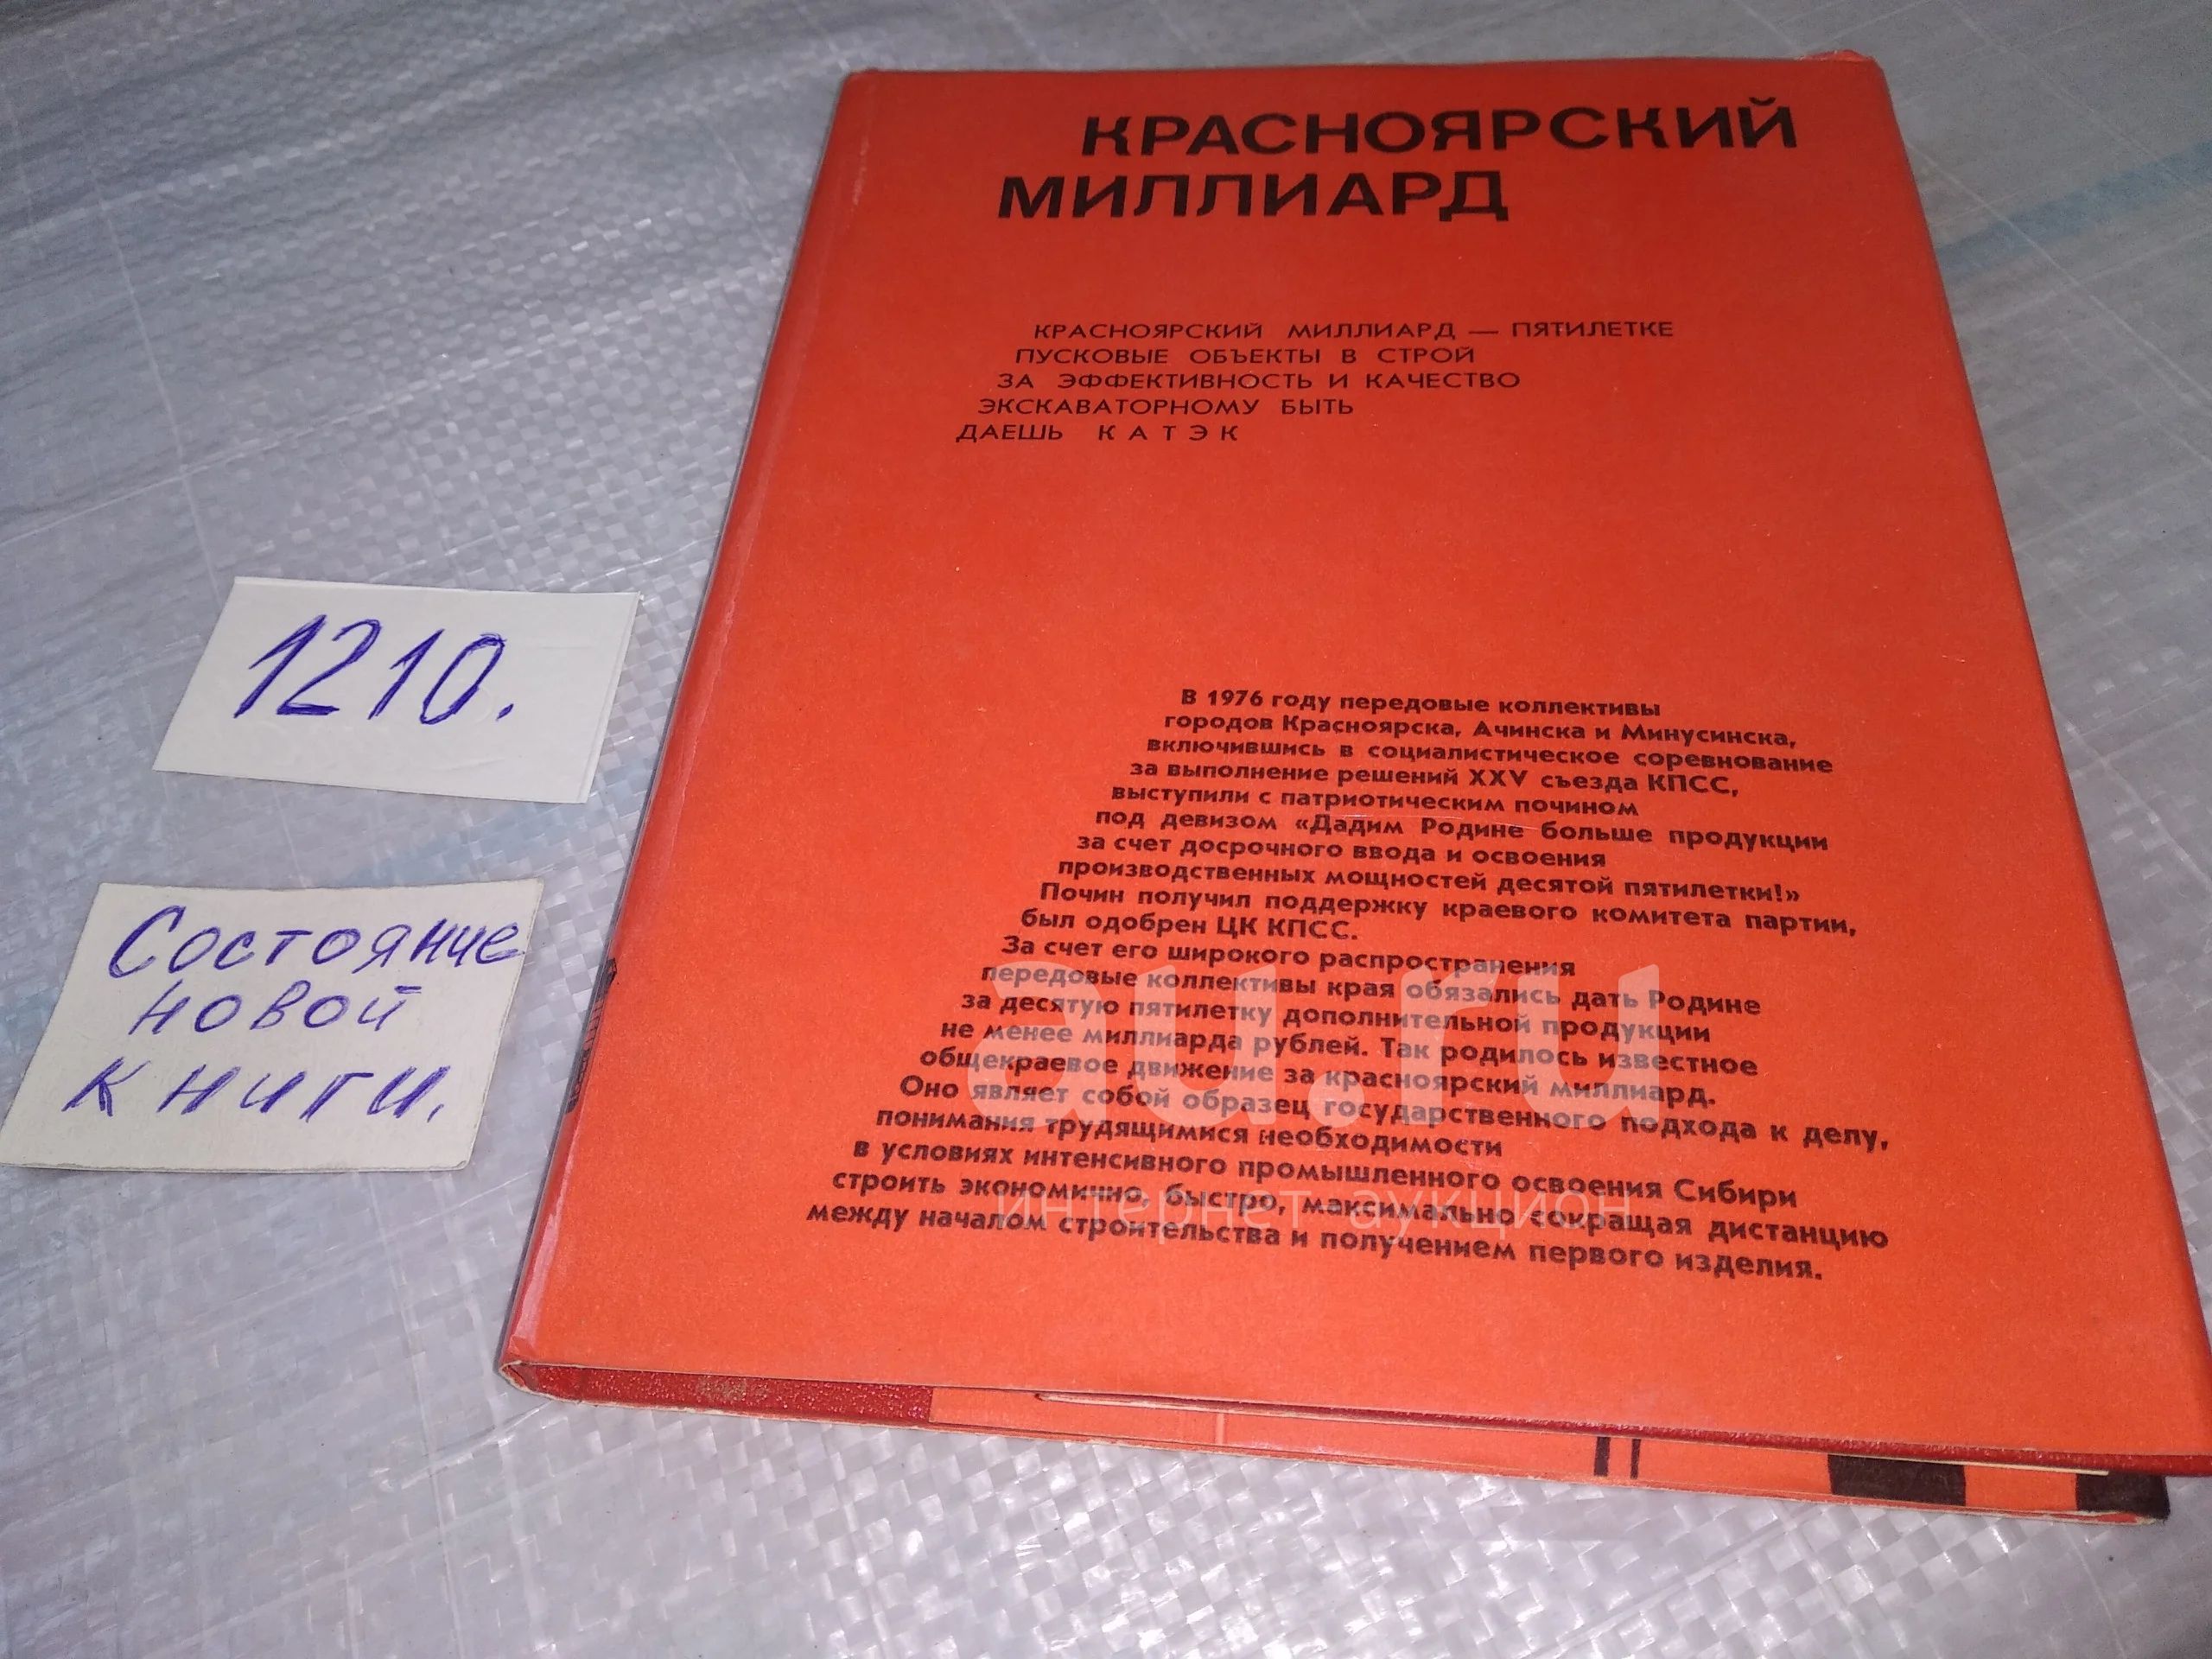 КРАСНОЯРСКИЙ
МИЛЛИАРД
КРАСНОЯРСКИЙ МИЛЛИАРД — ПЯТИЛЕТКЕ
ПУСКОВЫЕ ОБЪЕКТЫ В СТРОЙ
ЗА ЭФФЕКТИВНОСТЬ И КАЧЕСТВО
ЭКСКАВАТОРНОМУ БЫТЬ
ДАЕШЬ КАТЭК
1210.
Состояние
новой
книги.
В 1976 году передовые коллективы
городов Красноярска, Ачинска и Минусинска,
включившись в социалистическое соревнование
за выполнение решений XXV съезда КПСС,
выступили с патриотическим почином
под девизом «Дадим Родине больше продукции
за счет досрочного ввода и освоения
производственных мощностей десятой пятилетки!»
Почин получил поддержку краевого комитета партии,
был одобрен ЦК КПСС.
За счет его широкого распространения
передовые коллективы края обязались дать Родине
за десятую пятилетку дополнительной продукции
не менее миллиарда рублей. Так родилось известное
общекраевое движение за красноярский миллиард.
Оно являет собой образец государственного подхода к делу,
понимания трудящимися необходимости
в условиях интенсивного промышленного освоения Сибири
строить экономично, быстро, максимально сокращая дистанцию
между началом строительства и получением первого изделия.
au.ru
интернет аукцион